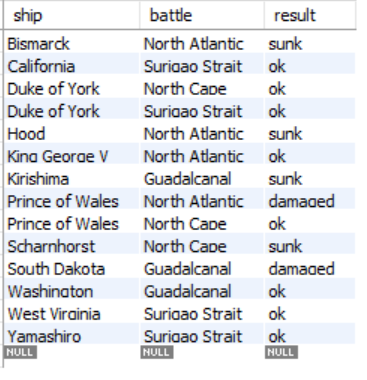 ship battle result
Bismarck North Atlantic sunk
California Surigao Strait ok
Duke of York North Cape ok
Duke of York Surigao Strait ok
Hood North Atlantic sunk
King George V North Atlantic ok
Kirishima Guadalcanal sunk
Prince of Wales North Atlantic damaged
Prince of Wales North Cape ok
Scharnhorst North Cape sunk
South Dakota Guadalcanal damaged
Washington Guadalcanal ok
West Virginia Surigao Strait ok
Yamashiro Surigao Strait ok
NULL NULL NULL